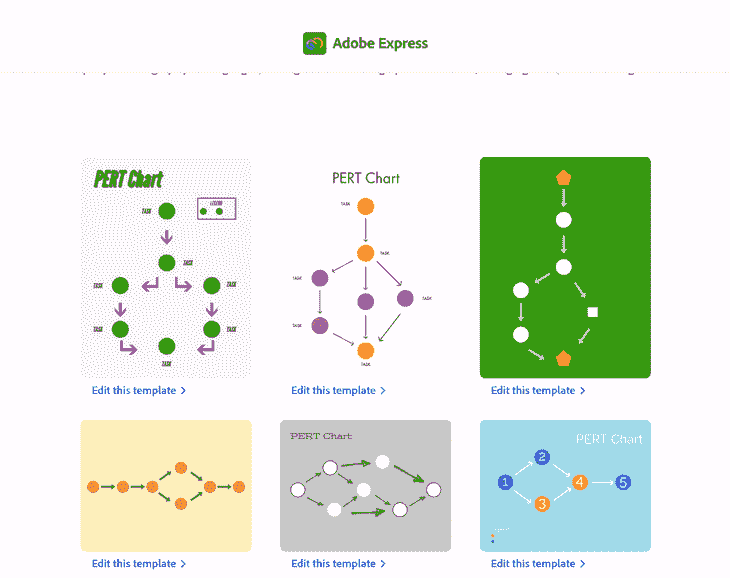 Adobe Express
PERT Chart
TASK
LEGEND
TASK
TASK
TASK
TASK
TASK
TASK
Edit this template >
PERT Chart
TASK
TASK
TASK
TASK
TASK
TASK
Edit this template >
Edit this template >
Edit this template >
PERT Chart
Edit this template >
PERT Chart
1
2
3
4
5
Edit this template >